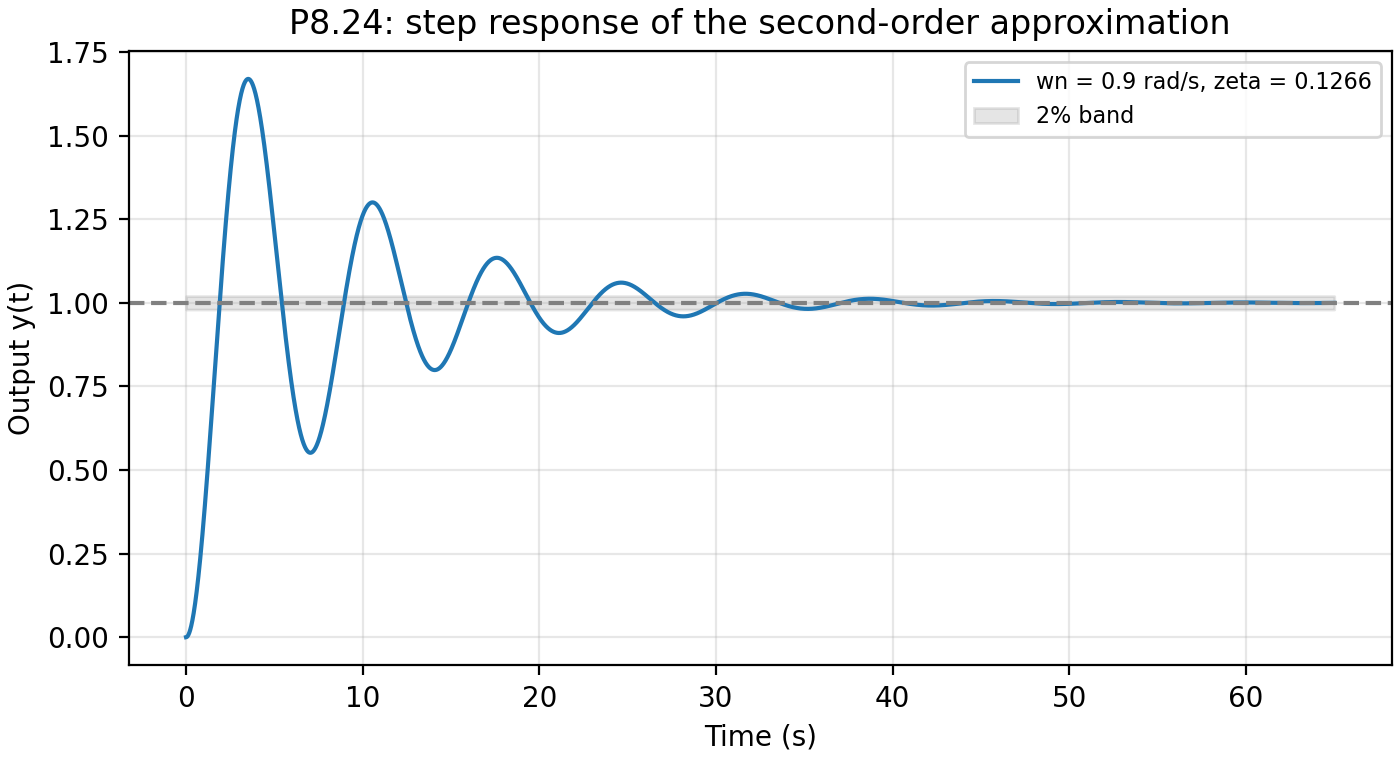 P8.24: step response of the second-order approximation
wn = 0.9 rad/s, zeta = 0.1266
2% band
Output y(t)
1.75
1.50
1.25
1.00
0.75
0.50
0.25
0.00
0 10 20 30 40 50 60
Time (s)